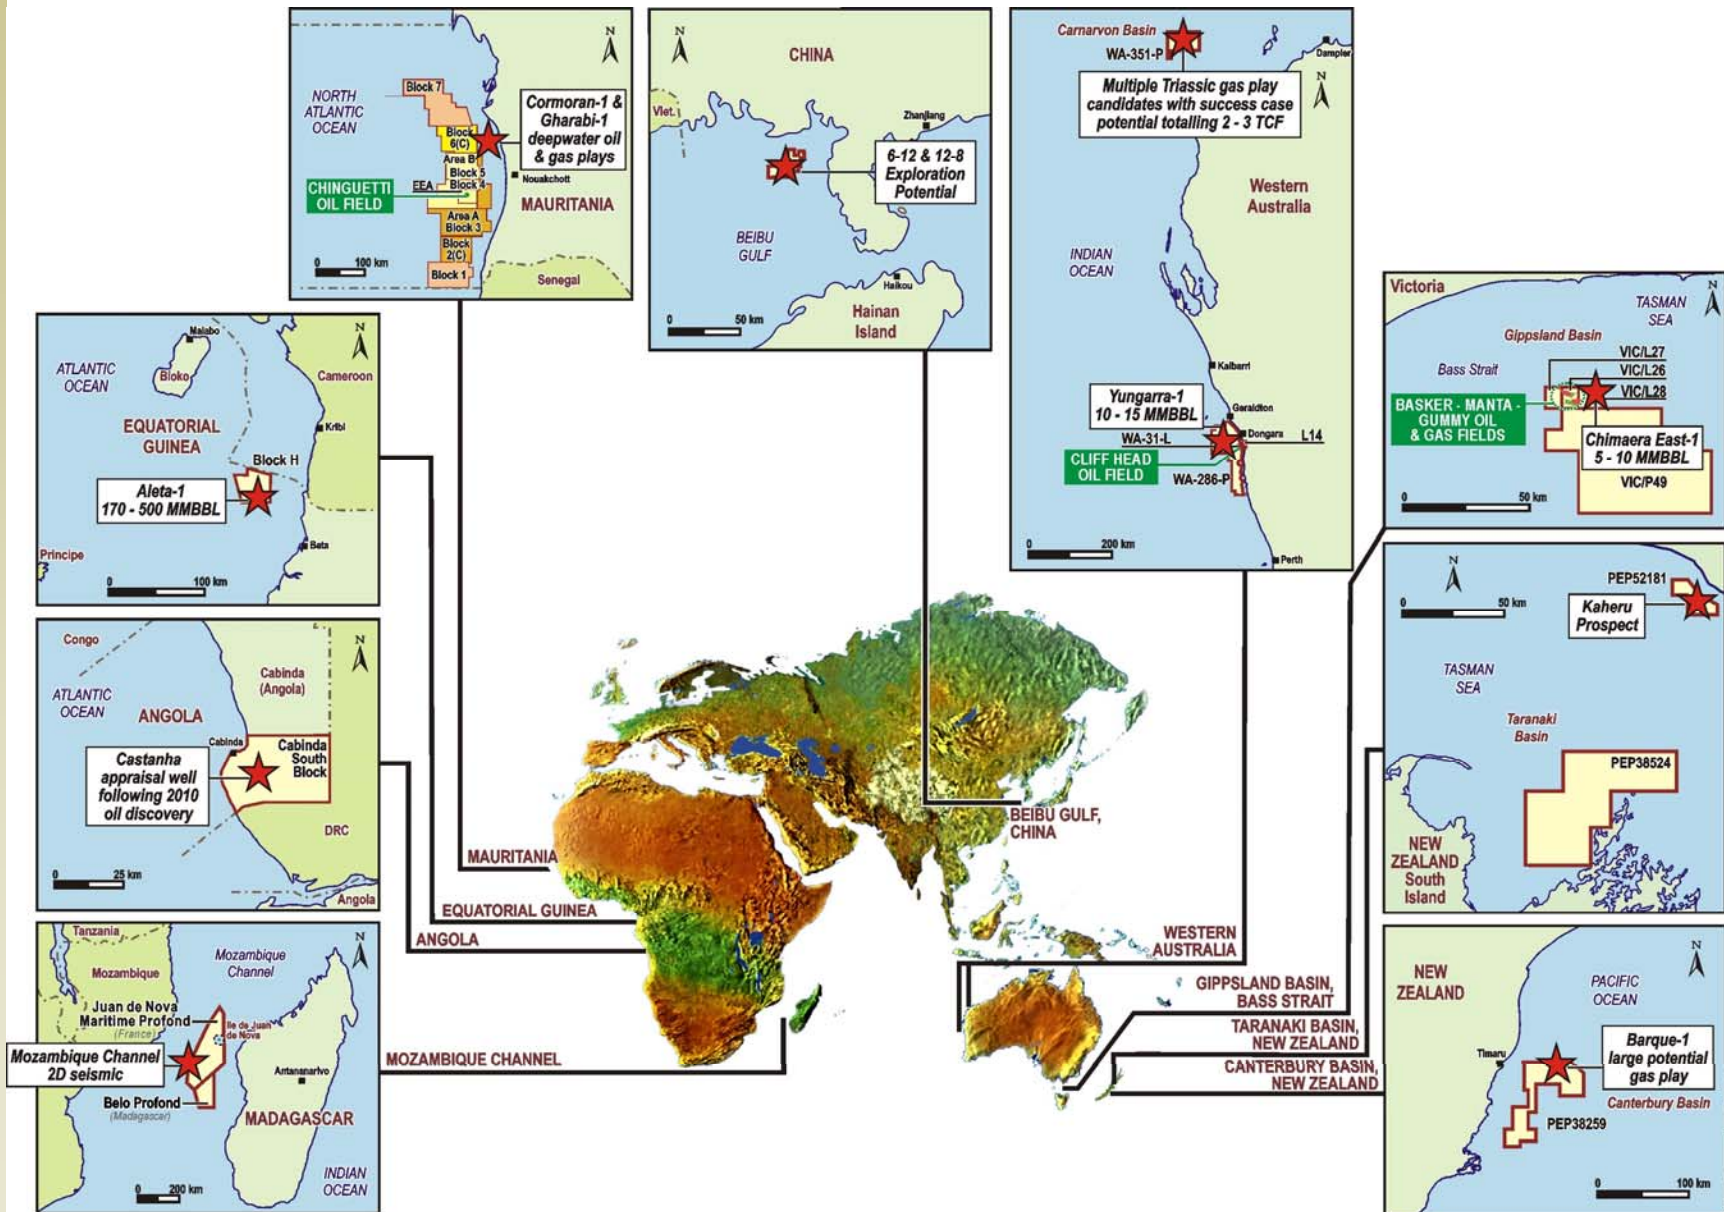 NORTH
ATLANTIC
OCEAN
N
Block 7
Block
6(C)
Area B
Block 5
Block 4
EEA
CHINGUETTI
OIL FIELD
Area A
Block 3
Block
2(C)
Block 1
Cormoran-1 &
Gharabi-1
deepwater oil
& gas plays
Nouakchott
MAURITANIA
Senegal
0 100 km
N
CHINA
Viet.
Zhanjiang
6-12 & 12-8
Exploration
Potential
BEIBU
GULF
Haikou
Hainan
Island
0 50 km
Carnarvon Basin
WA-351-P
Dampier
N
Multiple Triassic gas play
candidates with success case
potential totalling 2 - 3 TCF
Western
Australia
INDIAN
OCEAN
Kalbarri
Yungarra-1
10 - 15 MMBBL
Geraldton
Dongara
L14
WA-31-L
CLIFF HEAD
OIL FIELD
WA-286-P
0 200 km
Perth
Victoria
N
TASMAN
SEA
Gippsland Basin
Bass Strait
VIC/L27
VIC/L26
VIC/L28
BASKER - MANTA -
GUMMY OIL
& GAS FIELDS
Chimaera East-1
5 - 10 MMBBL
VIC/P49
0 50 km
Malabo
N
ATLANTIC
OCEAN
Bioko
Cameroon
EQUATORIAL
GUINEA
Kribi
Block H
Aleta-1
170 - 500 MMBBL
Bata
Principe
0 100 km
PEP52181
N
0 50 km
Kaheru
Prospect
TASMAN
SEA
Taranaki
Basin
PEP38524
NEW
ZEALAND
South
Island
Congo
N
Cabinda
(Angola)
ATLANTIC
OCEAN
ANGOLA
Cabinda
Cabinda
South
Block
Castanha
appraisal well
following 2010
oil discovery
DRC
0 25 km
Angola
Tanzania
Mozambique
Channel
N
Mozambique
Juan de Nova
Maritime Profond
(France)
Ile de Juan
de Nova
Mozambique Channel
2D seismic
Antananarivo
Belo Profond
(Madagascar)
MADAGASCAR
INDIAN
OCEAN
0 200 km
NEW
ZEALAND
N
PACIFIC
OCEAN
Timaru
Barque-1
large potential
gas play
Canterbury Basin
PEP38259
0 100 km
BEIBU GULF,
CHINA
MAURITANIA
EQUATORIAL GUINEA
ANGOLA
MOZAMBIQUE CHANNEL
WESTERN
AUSTRALIA
GIPPSLAND BASIN,
BASS STRAIT
TARANAKI BASIN,
NEW ZEALAND
CANTERBURY BASIN,
NEW ZEALAND